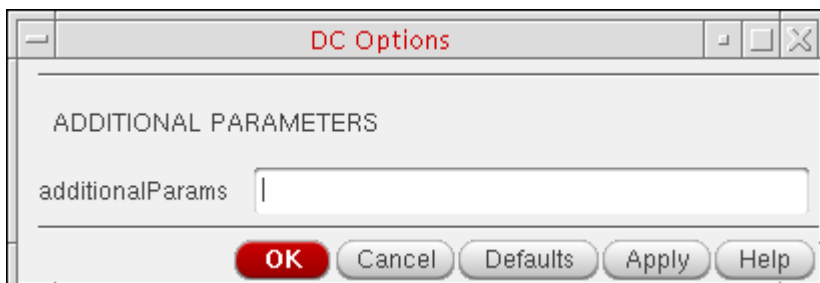 DC Options
ADDITIONAL PARAMETERS
additionalParams
OK Cancel Defaults Apply Help